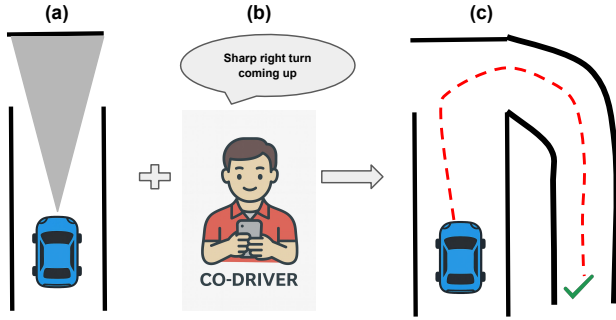 (a)
(b)
(c)
Sharp right turn
coming up
CO-DRIVER